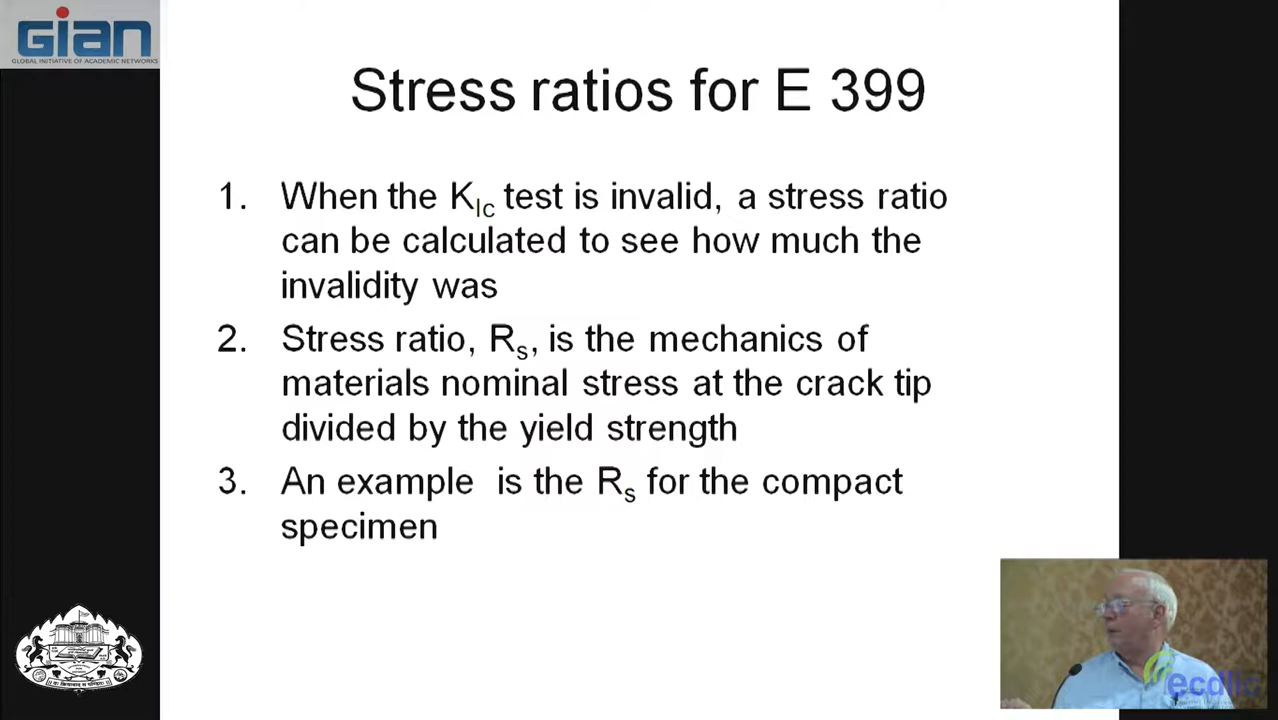 GIAN
GLOBAL INITIATIVE OF ACADEMIC NETWORKS
Stress ratios for E 399
1. When the K_Ic test is invalid, a stress ratio
can be calculated to see how much the
invalidity was
2. Stress ratio, R_s, is the mechanics of
materials nominal stress at the crack tip
divided by the yield strength
3. An example is the R_s for the compact
specimen
ecdlic